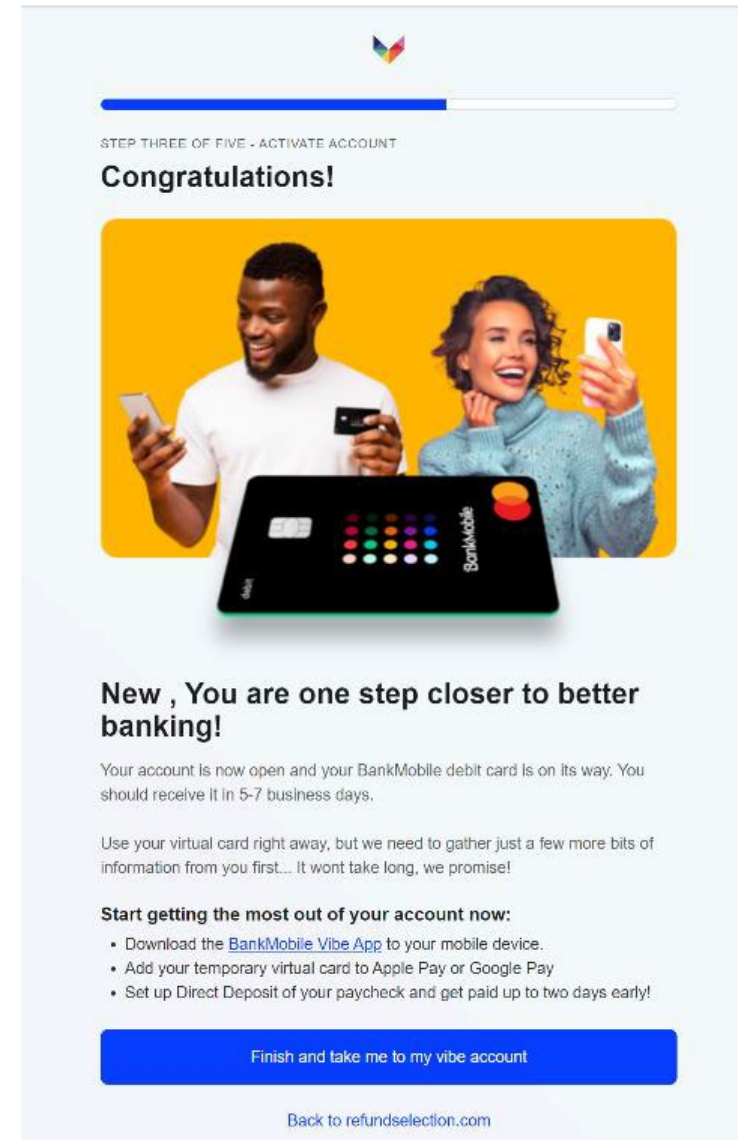 STEP THREE OF FIVE - ACTIVATE ACCOUNT
Congratulations!
debit
BankMobile
New , You are one step closer to better
banking!
Your account is now open and your BankMobile debit card is on its way. You
should receive it in 5-7 business days.
Use your virtual card right away, but we need to gather just a few more bits of
information from you first... It wont take long, we promise!
Start getting the most out of your account now:
• Download the BankMobile Vibe App to your mobile device.
• Add your temporary virtual card to Apple Pay or Google Pay
• Set up Direct Deposit of your paycheck and get paid up to two days early!
Finish and take me to my vibe account
Back to refundselection.com